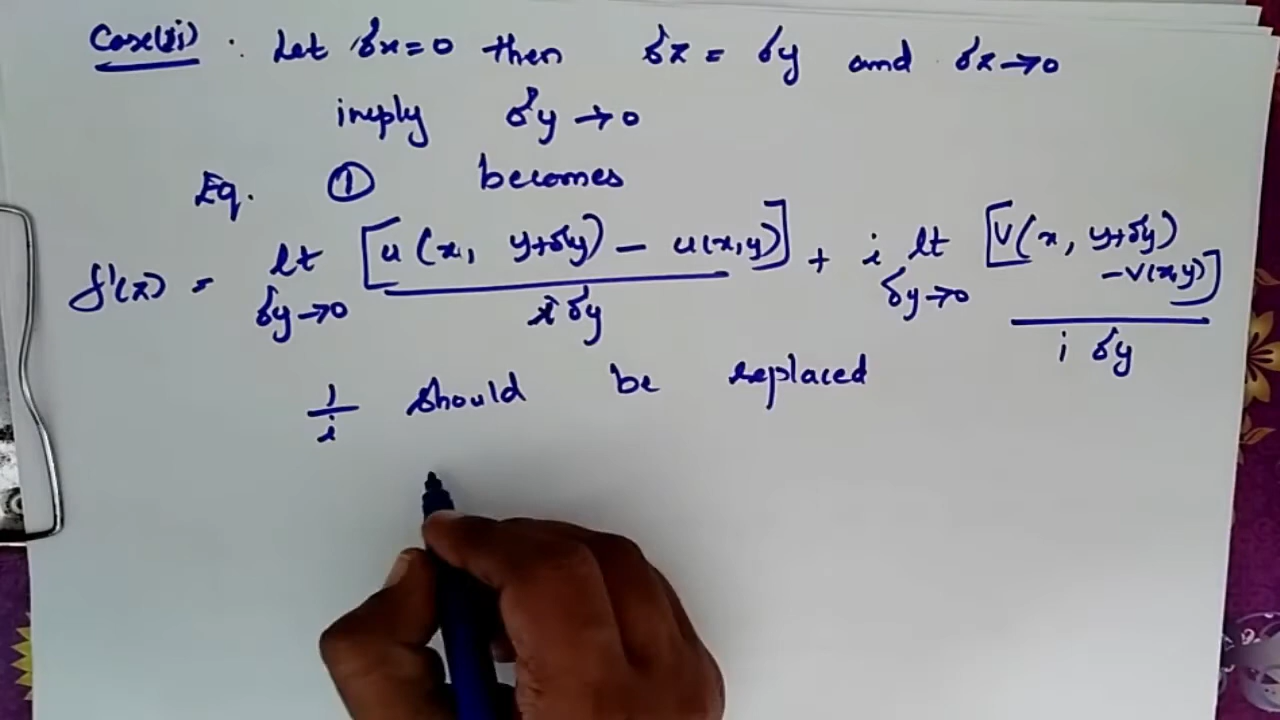 Case(ii) : Let δx=0 then δz = δy and δz→0
imply δy→0
Eq. ① becomes
f'(z) = lt δy→0 [u(x, y+δy) − u(x,y)] / i δy + i lt δy→0 [v(x, y+δy) −v(x,y)] / i δy
1/i should be replaced